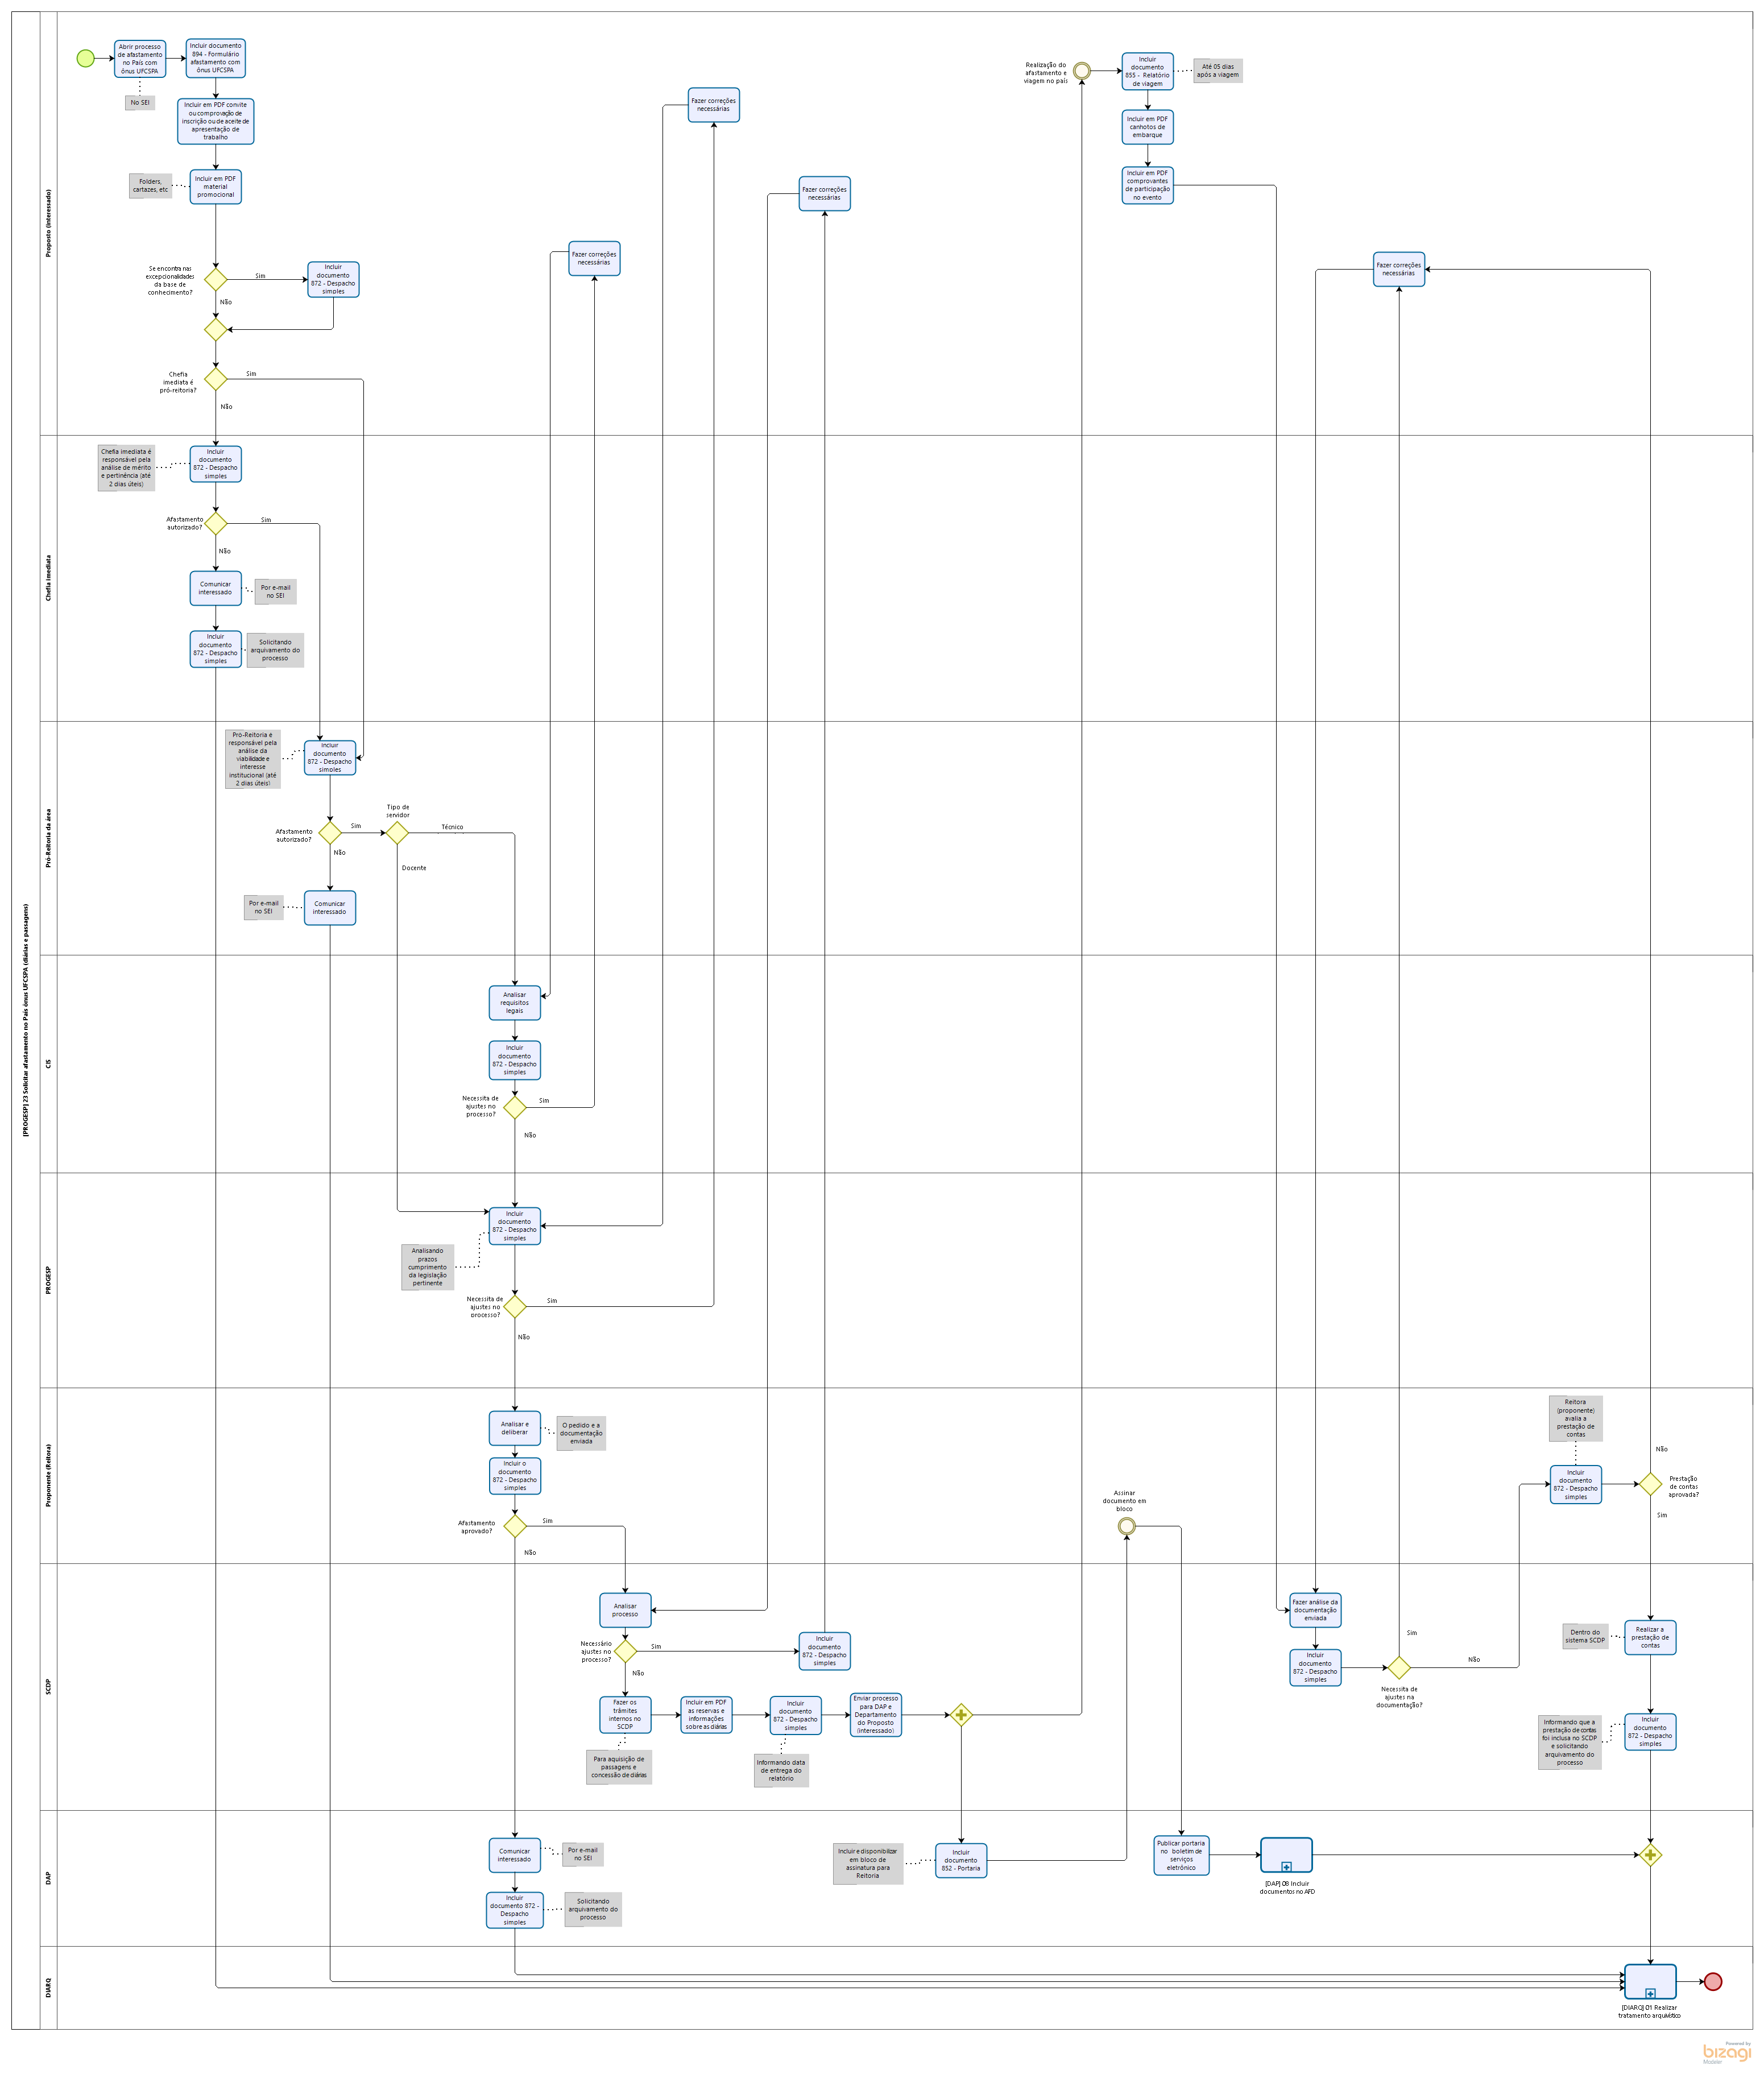 [PROGESP] 23 Solicitar afastamento no País ônus UFCSPA (diárias e passagens)
Proposto (Interessado)
Abrir processo
de afastamento
no País com
ônus UFCSPA
No SEI
Incluir documento
894 - Formulário
afastamento com
ônus UFCSPA
Incluir em PDF convite
ou comprovação de
inscrição ou de aceite de
apresentação de
trabalho
Folders,
cartazes, etc
Incluir em PDF
material
promocional
Se encontra nas
excepcionalidades
da base de
conhecimento?
Sim
Não
Incluir
documento
872 - Despacho
simples
Chefia
imediata é
pró-reitoria?
Sim
Não
Fazer correções
necessárias
Fazer correções
necessárias
Fazer correções
necessárias
Realização do
afastamento e
viagem no país
Incluir
documento
855 - Relatório
de viagem
Até 05 dias
após a viagem
Incluir em PDF
canhotos de
embarque
Incluir em PDF
comprovantes
de participação
no evento
Fazer correções
necessárias
Chefia imediata
Chefia imediata é
responsável pela
análise de mérito
e pertinência (até
2 dias úteis)
Incluir
documento
872 - Despacho
simples
Afastamento
autorizado?
Sim
Não
Comunicar
interessado
Por e-mail
no SEI
Incluir
documento
872 - Despacho
simples
Solicitando
arquivamento do
processo
Pró-Reitoria da área
Pró-Reitoria é
responsável pela
análise da
viabilidade e
interesse
institucional (até
2 dias úteis)
Incluir
documento
872 - Despacho
simples
Afastamento
autorizado?
Sim
Não
Tipo de
servidor
Técnico
Docente
Por e-mail
no SEI
Comunicar
interessado
CIS
Analisar
requisitos
legais
Incluir
documento
872 - Despacho
simples
Necessita de
ajustes no
processo?
Sim
Não
PROGESP
Incluir
documento
872 - Despacho
simples
Analisando
prazos
cumprimento
da legislação
pertinente
Necessita de
ajustes no
processo?
Sim
Não
Proponente (Reitora)
Analisar e
deliberar
O pedido e a
documentação
enviada
Incluir o
documento
872 - Despacho
simples
Afastamento
aprovado?
Sim
Não
Assinar
documento em
bloco
Reitora
(proponente)
avalia a
prestação de
contas
Incluir
documento
872 - Despacho
simples
Não
Prestação
de contas
aprovada?
Sim
SCDP
Analisar
processo
Necessário
ajustes no
processo?
Sim
Não
Incluir
documento
872 - Despacho
simples
Fazer os
trâmites
internos no
SCDP
Para aquisição de
passagens e
concessão de diárias
Incluir em PDF
as reservas e
informações
sobre as diárias
Incluir
documento
872 - Despacho
simples
Informando data
de entrega do
relatório
Enviar processo
para DAP e
Departamento
do Proposto
(interessado)
Fazer análise da
documentação
enviada
Incluir
documento
872 - Despacho
simples
Sim
Não
Necessita de
ajustes na
documentação?
Dentro do
sistema SCDP
Realizar a
prestação de
contas
Informando que a
prestação de contas
foi inclusa no SCDP
e solicitando
arquivamento do
processo
Incluir
documento
872 - Despacho
simples
DAP
Comunicar
interessado
Por e-mail
no SEI
Incluir
documento 872 -
Despacho
simples
Solicitando
arquivamento do
processo
Incluir e disponibilizar
em bloco de
assinatura para
Reitoria
Incluir
documento
852 - Portaria
Publicar portaria
no boletim de
serviços
eletrônico
[DAP] 08 Incluir
documentos no AFD
DIARQ
[DIARQ] 01 Realizar
tratamento arquivístico
Powered by
bizagi
Modeler